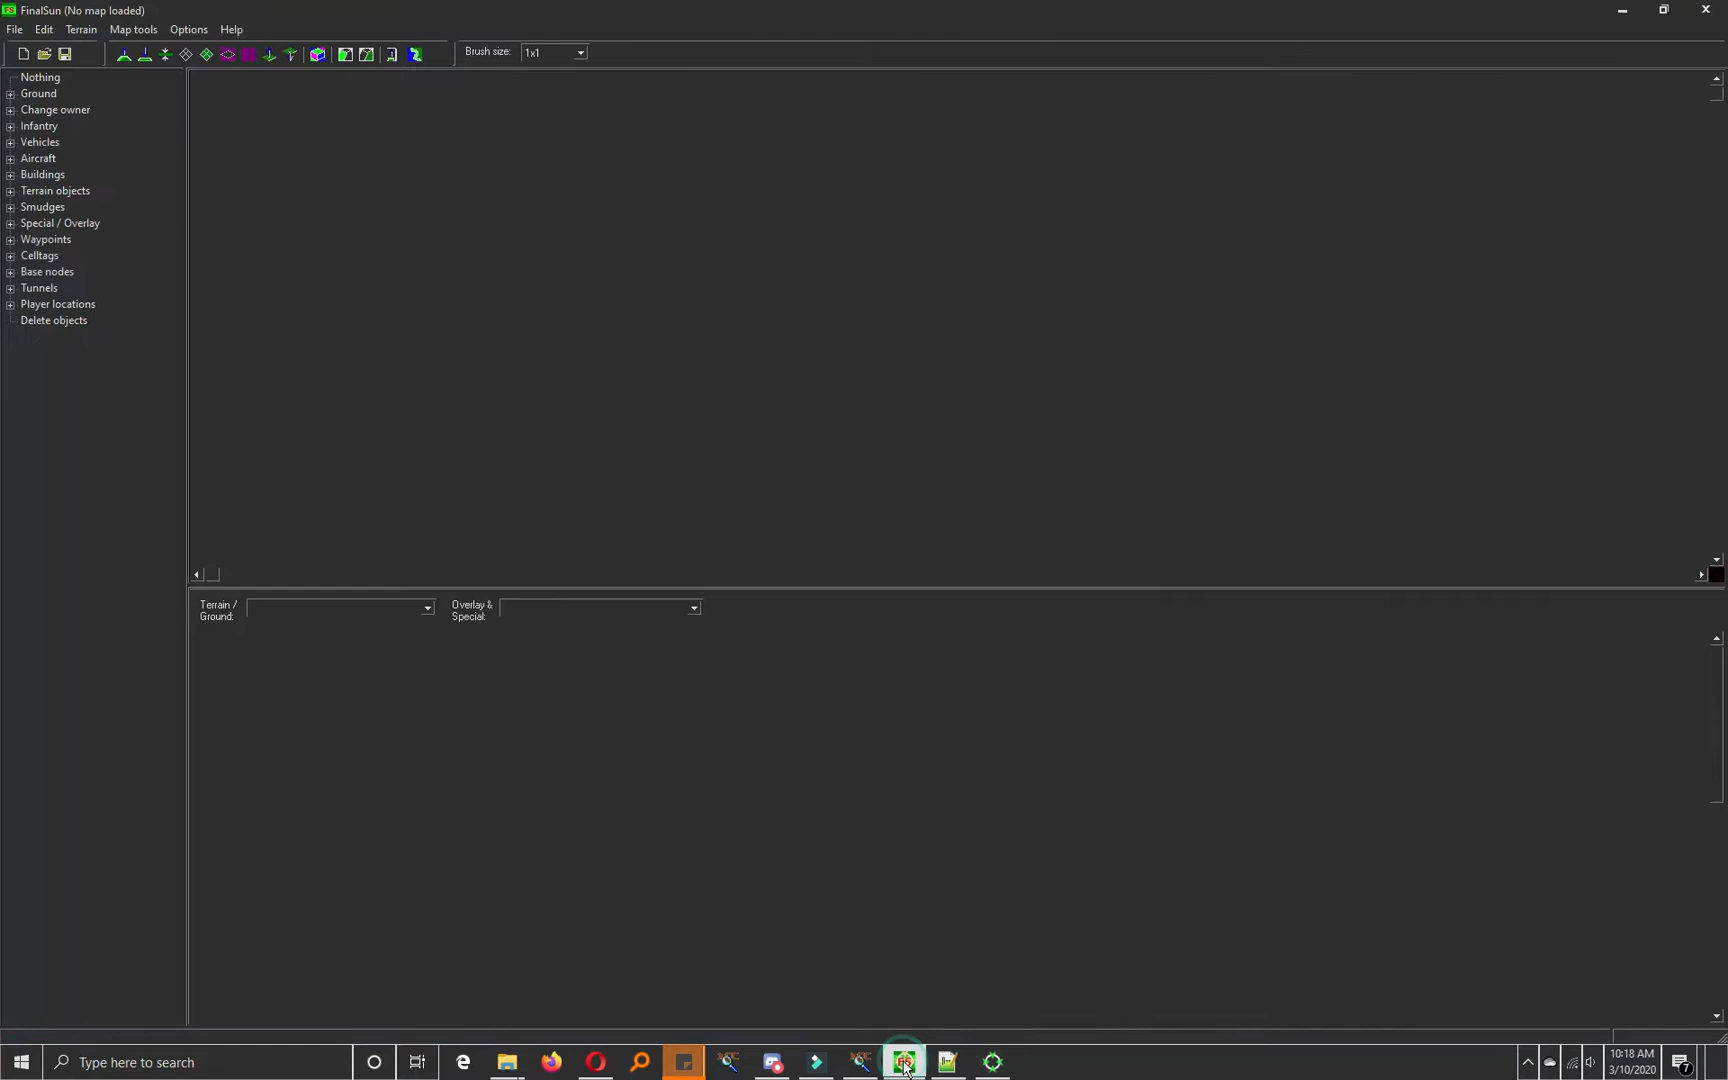 FinalSun (No map loaded)
File Edit Terrain Map tools Options Help
Brush size: 1x1
Nothing
Ground
Change owner
Infantry
Vehicles
Aircraft
Buildings
Terrain objects
Smudges
Special / Overlay
Waypoints
Celltags
Base nodes
Tunnels
Player locations
Delete objects
Terrain / Ground:
Overlay & Special:
Type here to search
10:18 AM
3/10/2020
7